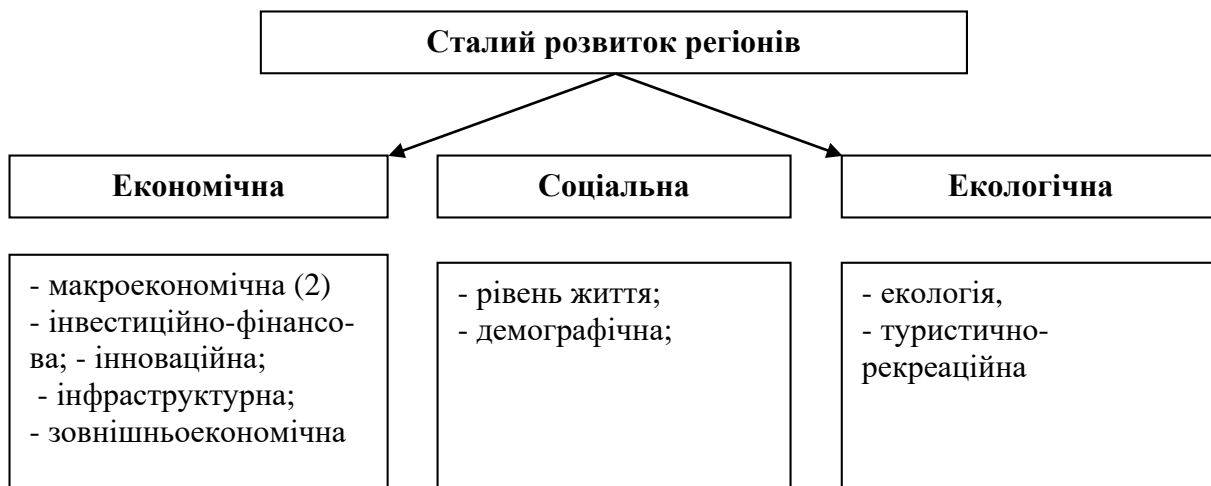 Сталий розвиток регіонів
Економічна
Соціальна
Екологічна
- макроекономічна (2)
- інвестиційно-фінансо-
ва; - інноваційна;
- інфраструктурна;
- зовнішньоекономічна
- рівень життя;
- демографічна;
- екологія,
- туристично-
рекреаційна